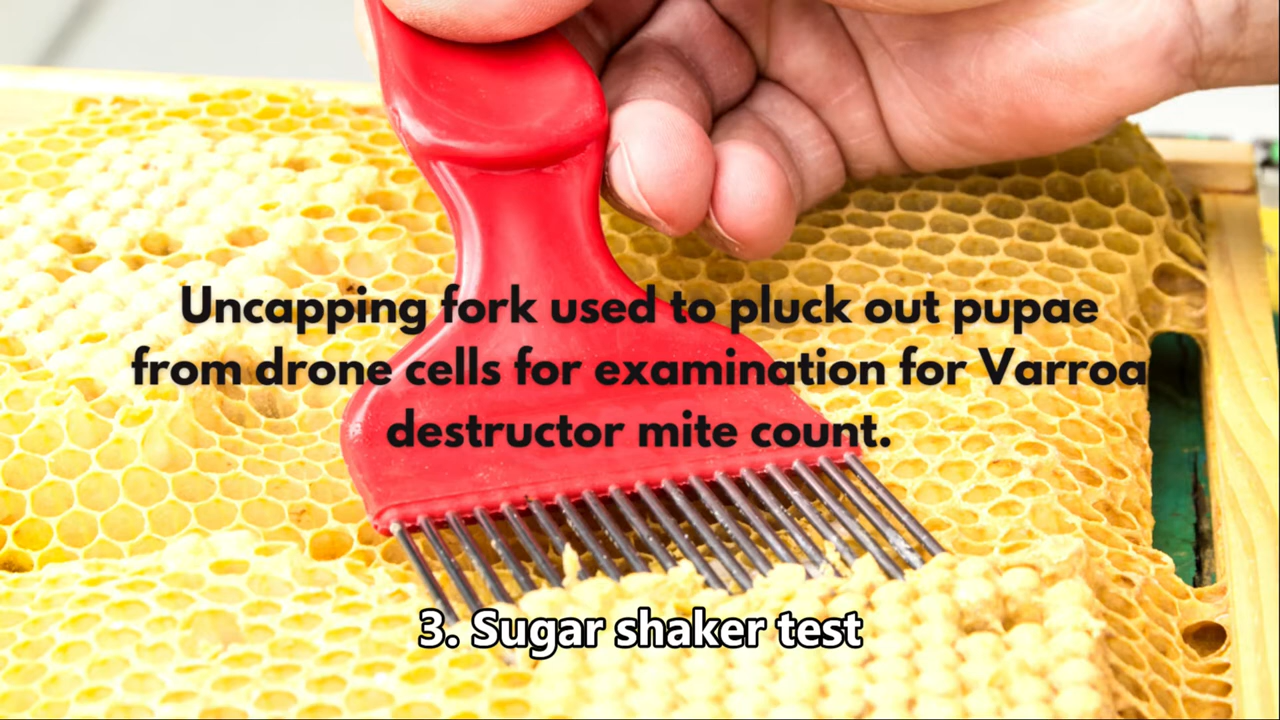 Uncapping fork used to pluck out pupae
from drone cells for examination for Varroa
destructor mite count.
3. Sugar shaker test